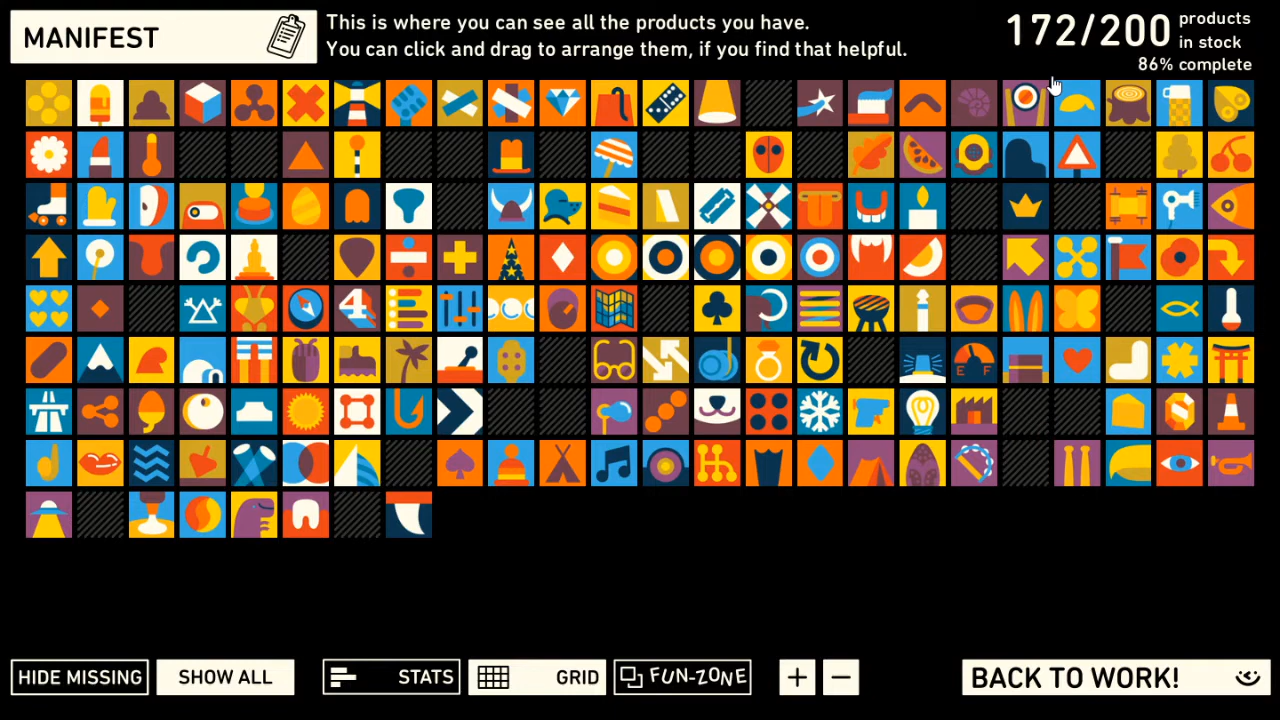 MANIFEST
This is where you can see all the products you have.
You can click and drag to arrange them, if you find that helpful.
172/200 products in stock
86% complete
4
E F
HIDE MISSING
SHOW ALL
STATS
GRID
FUN-ZONE
+
−
BACK TO WORK!